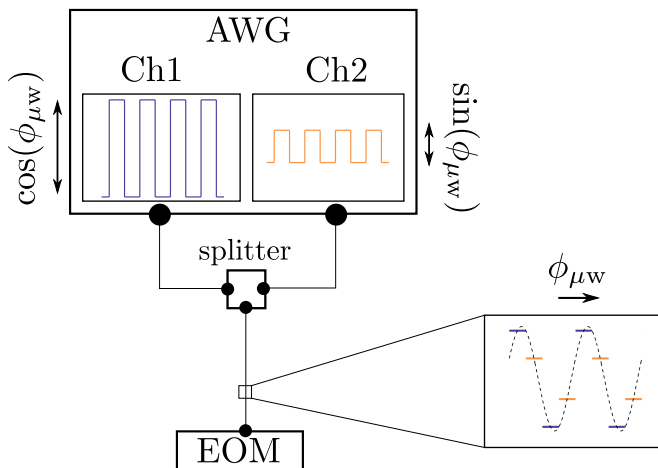 AWG
Ch1
Ch2
cos(ϕμw)
sin(ϕμw)
splitter
ϕμw
EOM